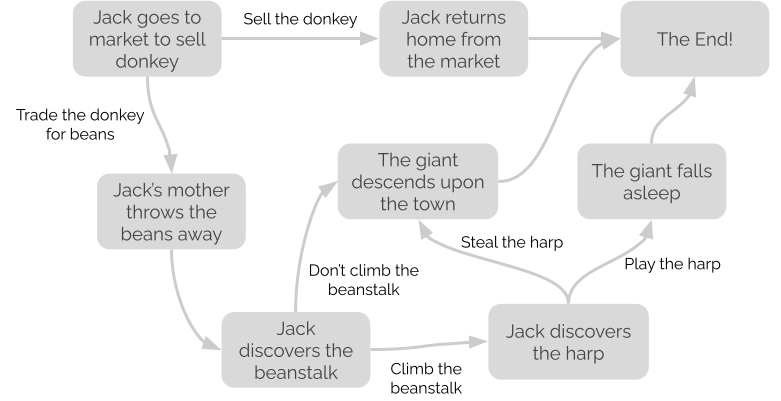 Jack goes to
market to sell
donkey
Sell the donkey
Jack returns
home from
the market
The End!
Trade the donkey
for beans
Jack's mother
throws the
beans away
The giant
descends upon
the town
The giant falls
asleep
Steal the harp
Play the harp
Don't climb the
beanstalk
Jack
discovers the
beanstalk
Climb the
beanstalk
Jack discovers
the harp